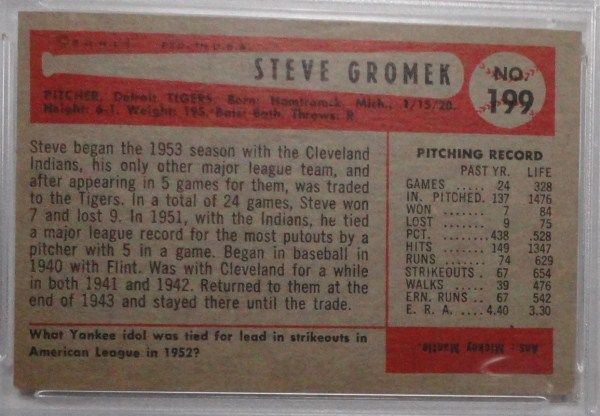 PTD. IN U.S.A.
STEVE GROMEK
NO.
199
PITCHER, Detroit, TIGERS Born: Hamtramck, Mich., 1/15/20.
Height: 6-1. Weight: 195. Bats: Both. Throws: R
Steve began the 1953 season with the Cleveland
Indians, his only other major league team, and
after appearing in 5 games for them, was traded
to the Tigers. In a total of 24 games, Steve won
7 and lost 9. In 1951, with the Indians, he tied
a major league record for the most putouts by a
pitcher with 5 in a game. Began in baseball in
1940 with Flint. Was with Cleveland for a while
in both 1941 and 1942. Returned to them at the
end of 1943 and stayed there until the trade.
PITCHING RECORD
PAST YR. LIFE
GAMES ..... 24 328
IN. PITCHED. 137 1476
WON ...... 7 84
LOST ...... 9 75
PCT. ..... .438 .528
HITS ..... 149 1347
RUNS ..... 74 629
STRIKEOUTS . 67 654
WALKS .... 39 476
ERN. RUNS .. 67 542
E. R. A. .... 4.40 3.30
What Yankee idol was tied for lead in strikeouts in
American League in 1952?
Ans.: Mickey Mantle.